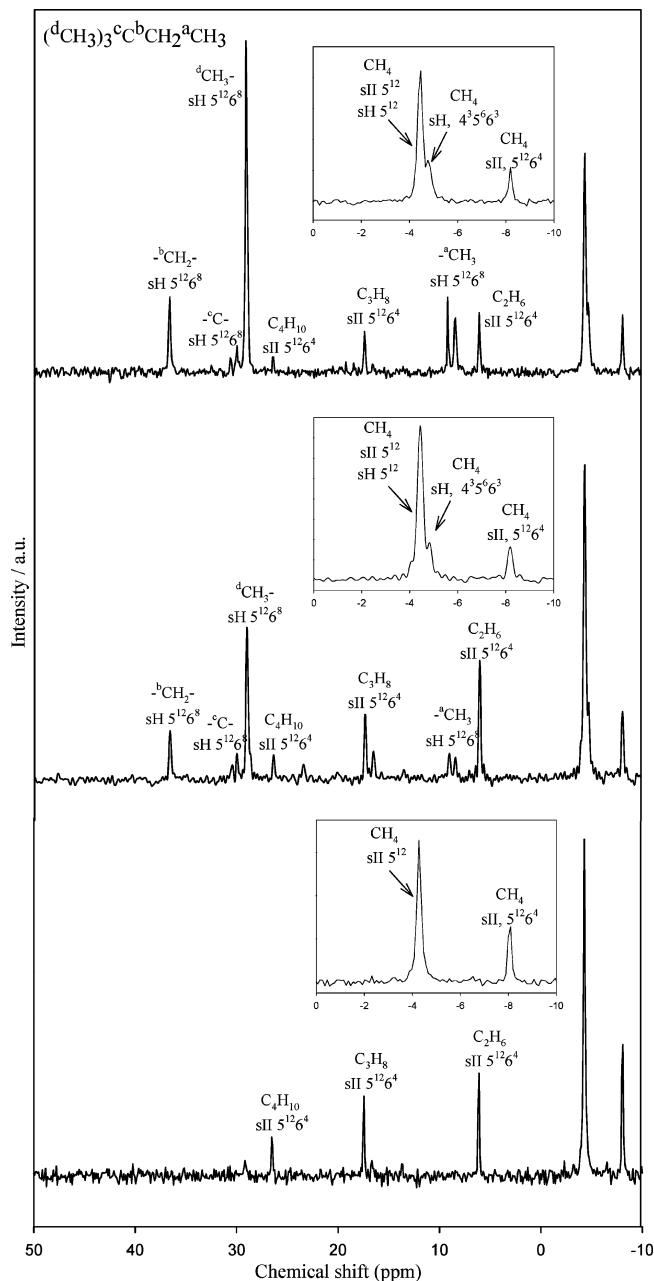 (ᵈCH₃)₃ᶜCᵇCH2ᵃCH₃
ᵈCH₃-
sH 5¹²6⁸
-ᵇCH₂-
sH 5¹²6⁸
-ᶜC-
sH 5¹²6⁸
C₄H₁₀
sII 5¹²6⁴
C₃H₈
sII 5¹²6⁴
-ᵃCH₃
sH 5¹²6⁸
C₂H₆
sII 5¹²6⁴
CH₄
sII 5¹²
sH 5¹²
CH₄
sH, 4³5⁶6³
CH₄
sII, 5¹²6⁴
0 -2 -4 -6 -8 -10
CH₄
sII 5¹²
sH 5¹²
CH₄
sH, 4³5⁶6³
CH₄
sII, 5¹²6⁴
0 -2 -4 -6 -8 -10
ᵈCH₃-
sH 5¹²6⁸
-ᵇCH₂-
sH 5¹²6⁸
-ᶜC-
sH 5¹²6⁸
C₄H₁₀
sII 5¹²6⁴
C₃H₈
sII 5¹²6⁴
-ᵃCH₃
sH 5¹²6⁸
C₂H₆
sII 5¹²6⁴
Intensity / a.u.
CH₄
sII 5¹²
CH₄
sII, 5¹²6⁴
0 -2 -4 -6 -8 -10
C₄H₁₀
sII 5¹²6⁴
C₃H₈
sII 5¹²6⁴
C₂H₆
sII 5¹²6⁴
50 40 30 20 10 0 -10
Chemical shift (ppm)